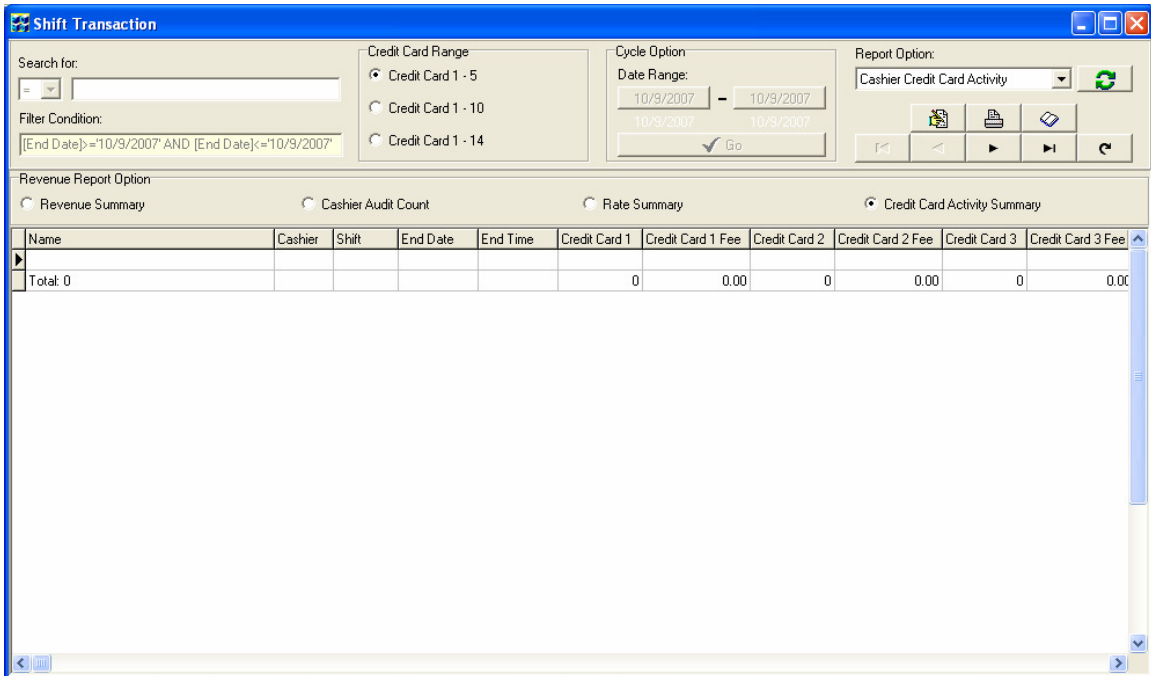 Shift Transaction
Search for:
=
Filter Condition:
[End Date]>='10/9/2007' AND [End Date]<='10/9/2007'
Credit Card Range
Credit Card 1 - 5
Credit Card 1 - 10
Credit Card 1 - 14
Cycle Option
Date Range:
10/9/2007 - 10/9/2007
10/9/2007 10/9/2007
Go
Report Option:
Cashier Credit Card Activity
Revenue Report Option
Revenue Summary Cashier Audit Count Rate Summary Credit Card Activity Summary
Name Cashier Shift End Date End Time Credit Card 1 Credit Card 1 Fee Credit Card 2 Credit Card 2 Fee Credit Card 3 Credit Card 3 Fee
Total: 0 0 0.00 0 0.00 0 0.00